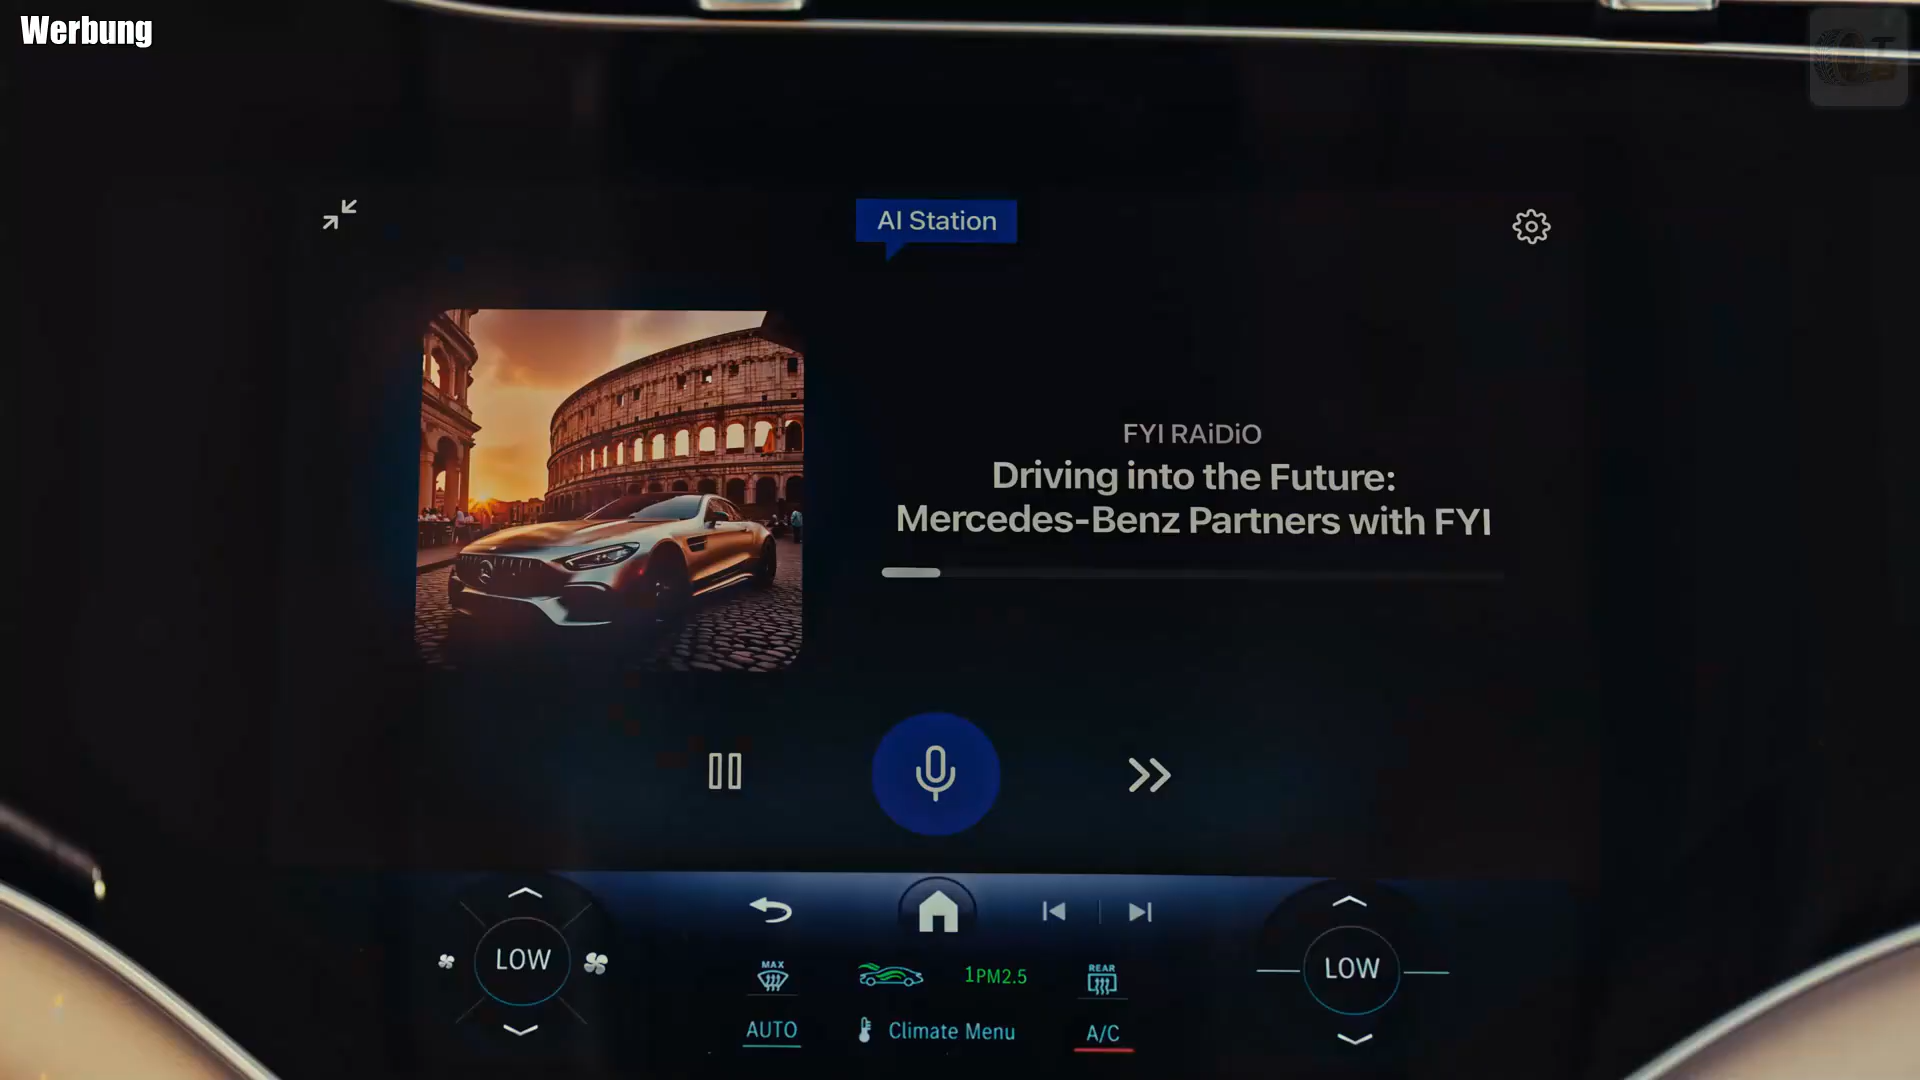 Werbung
AI Station
FYI RAiDiO
Driving into the Future:
Mercedes-Benz Partners with FYI
LOW
MAX
1PM2.5
REAR
LOW
AUTO
Climate Menu
A/C